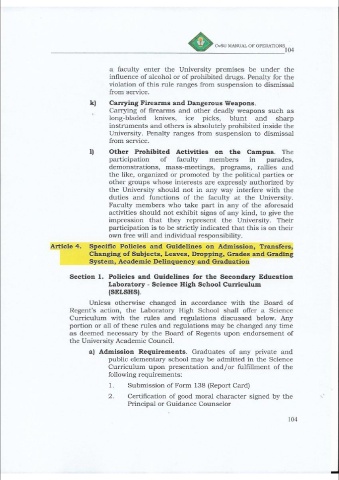 CvSU MANUAL OF OPERATIONS
104
a faculty enter the University premises be under the
influence of alcohol or of prohibited drugs. Penalty for the
violation of this rule ranges from suspension to dismissal
from service.
k) Carrying Firearms and Dangerous Weapons.
Carrying of firearms and other deadly weapons such as
long-bladed knives, ice picks, blunt and sharp
instruments and others is absolutely prohibited inside the
University. Penalty ranges from suspension to dismissal
from service.
l) Other Prohibited Activities on the Campus. The
participation of faculty members in parades,
demonstrations, mass-meetings, programs, rallies and
the like, organized or promoted by the political parties or
other groups whose interests are expressly authorized by
the University should not in any way interfere with the
duties and functions of the faculty at the University.
Faculty members who take part in any of the aforesaid
activities should not exhibit signs of any kind, to give the
impression that they represent the University. Their
participation is to be strictly indicated that this is on their
own free will and individual responsibility.
Article 4. Specific Policies and Guidelines on Admission, Transfers,
Changing of Subjects, Leaves, Dropping, Grades and Grading
System, Academic Delinquency and Graduation
Section 1. Policies and Guidelines for the Secondary Education
Laboratory - Science High School Curriculum
(SELSHS).
Unless otherwise changed in accordance with the Board of
Regent's action, the Laboratory High School shall offer a Science
Curriculum with the rules and regulations discussed below. Any
portion or all of these rules and regulations may be changed any time
as deemed necessary by the Board of Regents upon endorsement of
the University Academic Council.
a) Admission Requirements. Graduates of any private and
public elementary school may be admitted in the Science
Curriculum upon presentation and/or fulfillment of the
following requirements:
1. Submission of Form 138 (Report Card)
2. Certification of good moral character signed by the
Principal or Guidance Counselor
104